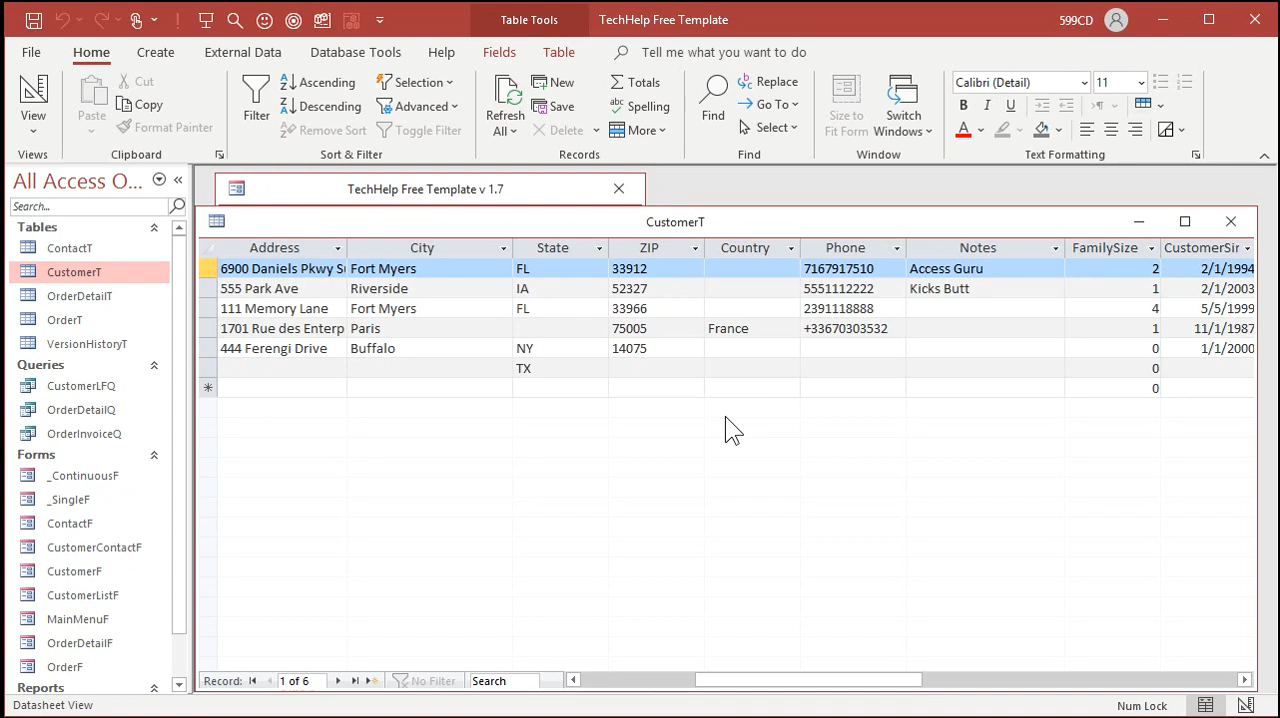 Table Tools
TechHelp Free Template
599CD
File Home Create External Data Database Tools Help Fields Table Tell me what you want to do
View
Views
Paste
Cut
Copy
Format Painter
Clipboard
Filter
Ascending
Descending
Remove Sort
Selection
Advanced
Toggle Filter
Sort & Filter
Refresh
All
New
Save
Delete
Totals
Spelling
More
Records
Find
Replace
Go To
Select
Find
Size to
Fit Form
Switch
Windows
Window
Calibri (Detail) 11
B I U
Text Formatting
All Access O...
Search...
Tables
ContactT
CustomerT
OrderDetailT
OrderT
VersionHistoryT
Queries
CustomerLFQ
OrderDetailQ
OrderInvoiceQ
Forms
_ContinuousF
_SingleF
ContactF
CustomerContactF
CustomerF
CustomerListF
MainMenuF
OrderDetailF
OrderF
Reports
TechHelp Free Template v 1.7
CustomerT
Address City State ZIP Country Phone Notes FamilySize CustomerSin
6900 Daniels Pkwy Su Fort Myers FL 33912 7167917510 Access Guru 2 2/1/1994
555 Park Ave Riverside IA 52327 5551112222 Kicks Butt 1 2/1/2003
111 Memory Lane Fort Myers FL 33966 2391118888 4 5/5/1999
1701 Rue des Enterp Paris 75005 France +33670303532 1 11/1/1987
444 Ferengi Drive Buffalo NY 14075 0 1/1/2000
TX 0
* 0
Record: 1 of 6 No Filter Search
Datasheet View
Num Lock